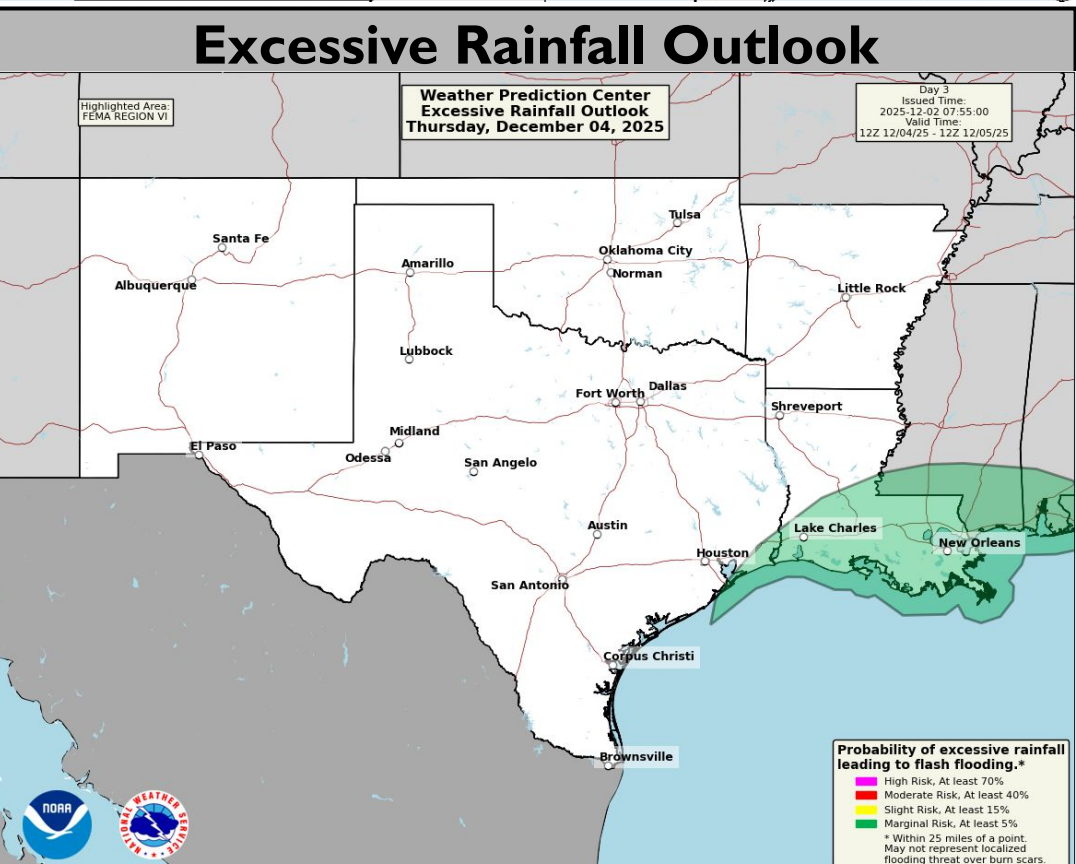 Excessive Rainfall Outlook
Highlighted Area:
FEMA REGION VI
Weather Prediction Center
Excessive Rainfall Outlook
Thursday, December 04, 2025
Day 3
Issued Time:
2025-12-02 07:55:00
Valid Time:
12Z 12/04/25 - 12Z 12/05/25
Tulsa
Santa Fe
Oklahoma City
Amarillo
Norman
Albuquerque
Little Rock
Lubbock
Fort Worth
Dallas
Shreveport
Midland
El Paso
Odessa
San Angelo
Austin
Lake Charles
New Orleans
Houston
San Antonio
Corpus Christi
Brownsville
Probability of excessive rainfall
leading to flash flooding.*
High Risk, At least 70%
Moderate Risk, At least 40%
Slight Risk, At least 15%
Marginal Risk, At least 5%
* Within 25 miles of a point.
May not represent localized
flooding threat over burn scars.
NOAA
NATIONAL WEATHER SERVICE